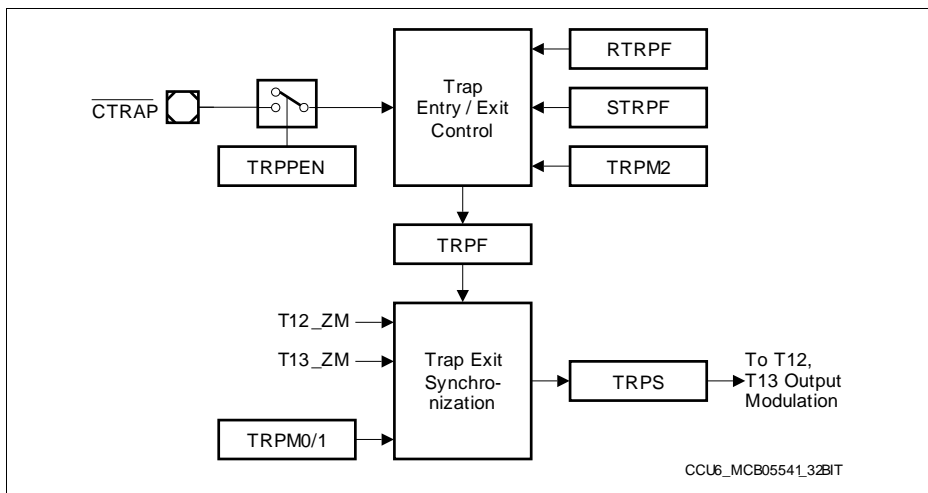 CTRAP
TRPPEN
Trap
Entry / Exit
Control
RTRPF
STRPF
TRPM2
TRPF
T12_ZM
T13_ZM
TRPM0/1
Trap Exit
Synchro-
nization
TRPS
To T12,
T13 Output
Modulation
CCU6_MCB05541_32BIT